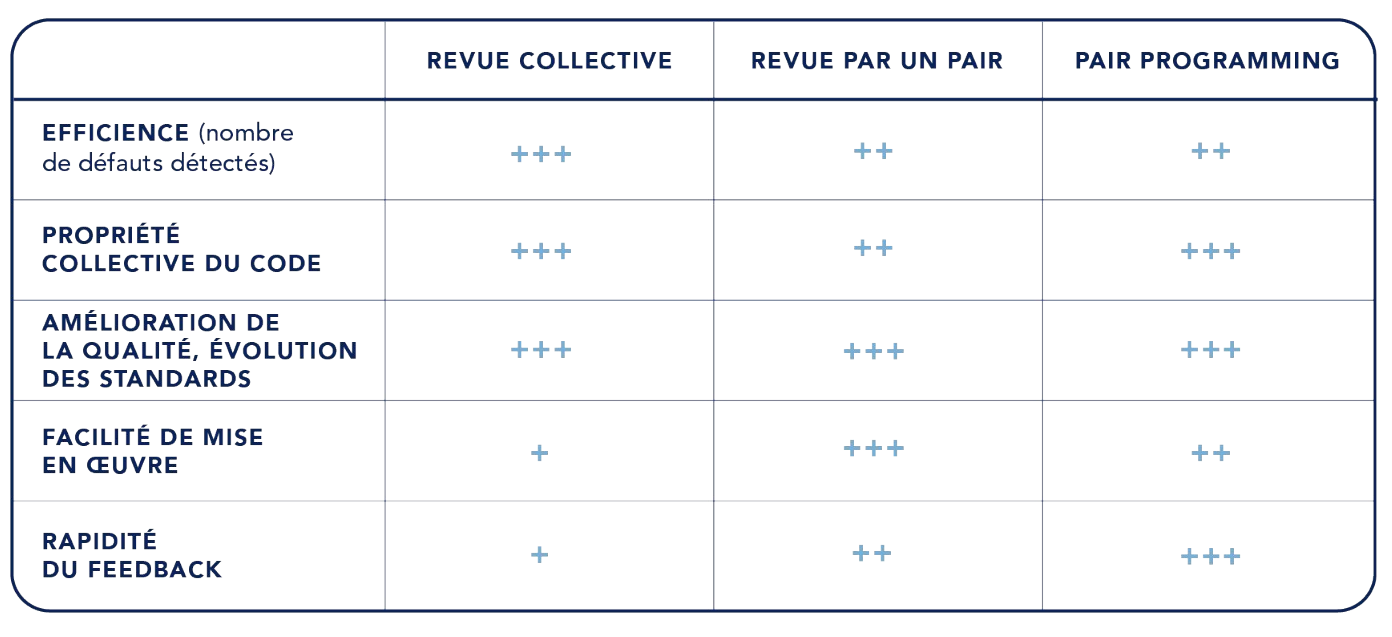 REVUE COLLECTIVE REVUE PAR UN PAIR PAIR PROGRAMMING
EFFICIENCE (nombre
de défauts détectés)
+++ ++ ++
PROPRIÉTÉ
COLLECTIVE DU CODE
+++ ++ +++
AMÉLIORATION DE
LA QUALITÉ, ÉVOLUTION
DES STANDARDS
+++ +++ +++
FACILITÉ DE MISE
EN ŒUVRE
+ +++ ++
RAPIDITÉ
DU FEEDBACK
+ ++ +++